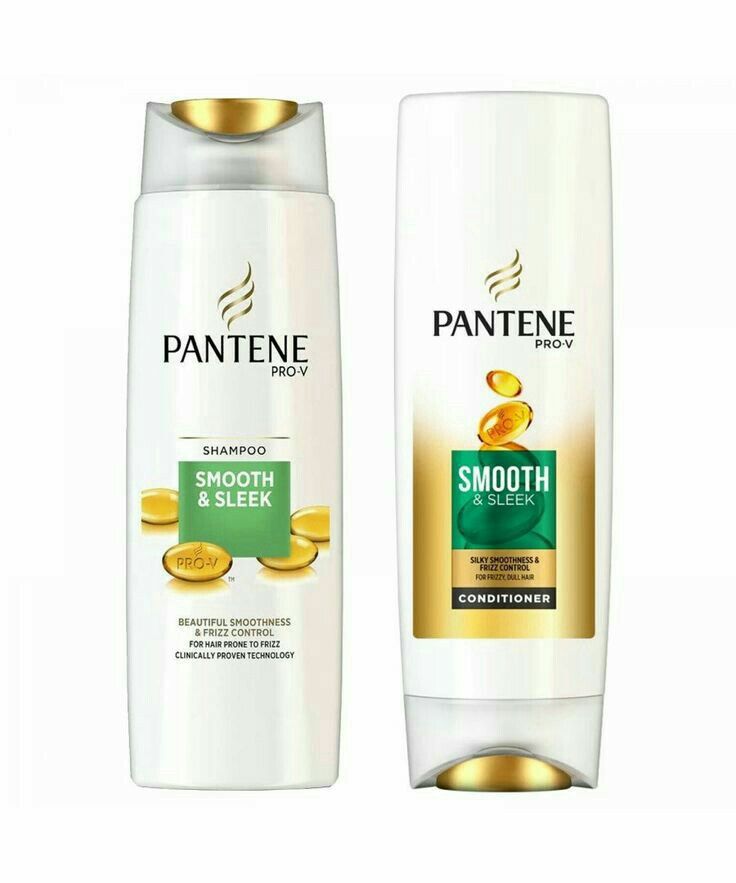 PANTENE
PRO-V
SHAMPOO
SMOOTH
& SLEEK
PRO-V
TM
BEAUTIFUL SMOOTHNESS
& FRIZZ CONTROL
FOR HAIR PRONE TO FRIZZ
CLINICALLY PROVEN TECHNOLOGY
PANTENE
PRO-V
PRO-V
SMOOTH
& SLEEK
SILKY SMOOTHNESS &
FRIZZ CONTROL
FOR FRIZZY, DULL HAIR
CONDITIONER